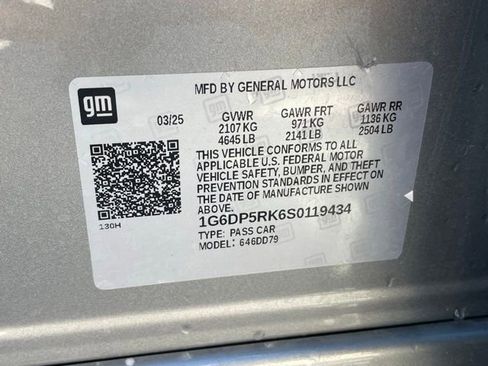 gm
MFD BY GENERAL MOTORS LLC
03/25
GVWR GAWR FRT GAWR RR
2107 KG 971 KG 1136 KG
4645 LB 2141 LB 2504 LB
THIS VEHICLE CONFORMS TO ALL
APPLICABLE U.S. FEDERAL MOTOR
VEHICLE SAFETY, BUMPER, AND THEFT
PREVENTION STANDARDS IN EFFECT ON
THE DATE OF MANUFACTURE SHOWN
ABOVE.
130H
1G6DP5RK6S0119434
TYPE: PASS CAR
MODEL: 646DD79